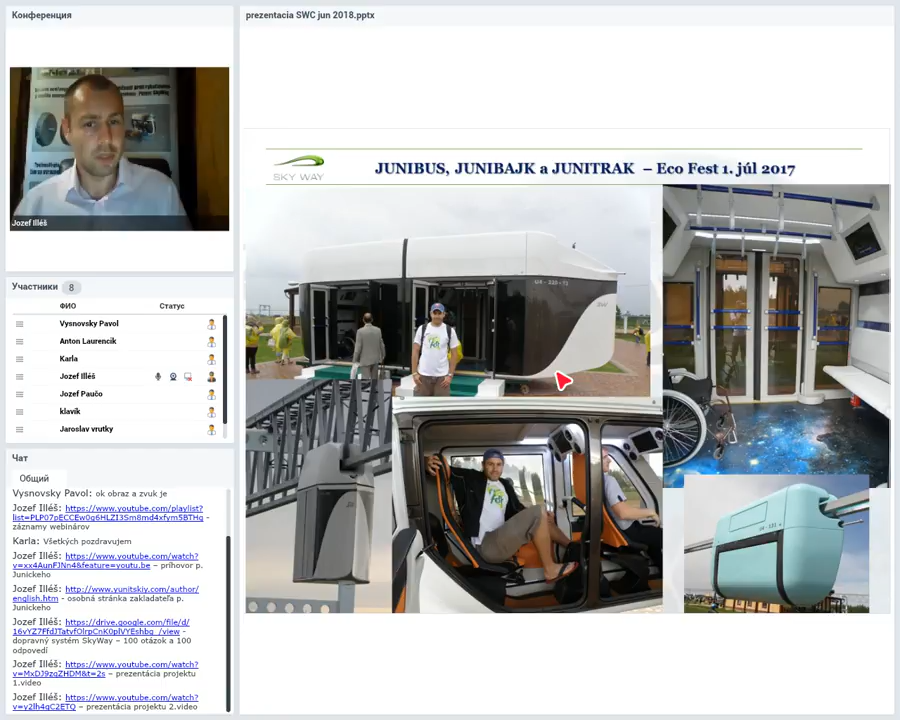 Конференция
Jozef Illéš
Участники 8
ФИО Статус
Vysnovsky Pavol
Anton Laurencik
Karla
Jozef Illéš
Jozef Paučo
klavík
Jaroslav vrutky
Чат
Общий
Vysnovsky Pavol: ok obraz a zvuk je
Jozef Illéš: https://www.youtube.com/playlist?
list=PLP07pECCEw0g6HLZI3Sm8md4xfym5BTHg -
záznamy webinárov
Karla: Všetkých pozdravujem
Jozef Illéš: https://www.youtube.com/watch?
v=xx4AunFJNn4&feature=youtu.be – príhovor p.
Junickeho
Jozef Illéš: http://yunitskiy.com/author/
english.htm - osobná stránka zakladateľa p.
Junickeho
Jozef Illéš: https://drive.google.com/file/d/
16vYZ7FfdJTatvfOlrpCnK0plVYEshbg_/view -
dopravný systém SkyWay – 100 otázok a 100
odpovedí
Jozef Illéš: https://www.youtube.com/watch?
v=MxDJ9zgZHDM&t=2s – prezentácia projektu
1.video
Jozef Illéš: https://www.youtube.com/watch?
v=y2lh4gC2ETQ – prezentácia projektu 2.video
prezentacia SWC jun 2018.pptx
SKY WAY
JUNIBUS, JUNIBAJK a JUNITRAK – Eco Fest 1. júl 2017